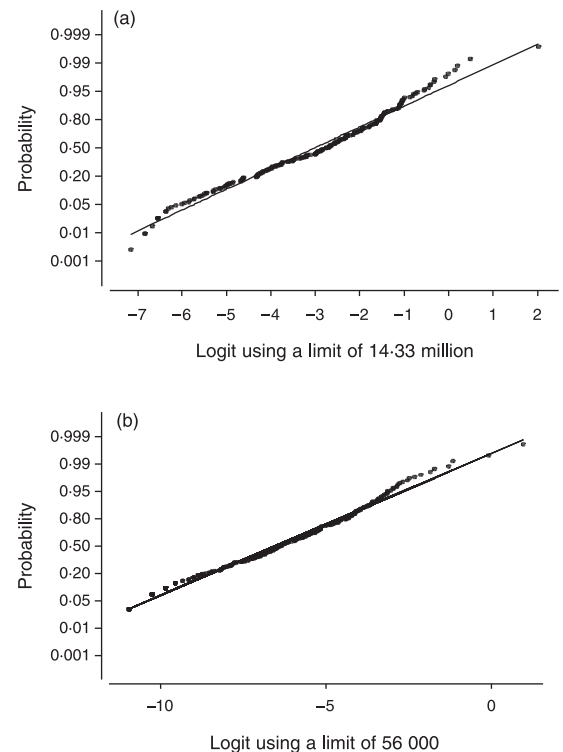 (a)
0·999
0·99
0·95
0·80
0·50
0·20
0·05
0·01
0·001
Probability
−7 −6 −5 −4 −3 −2 −1 0 1 2
Logit using a limit of 14·33 million
(b)
0·999
0·99
0·95
0·80
0·50
0·20
0·05
0·01
0·001
Probability
−10 −5 0
Logit using a limit of 56 000